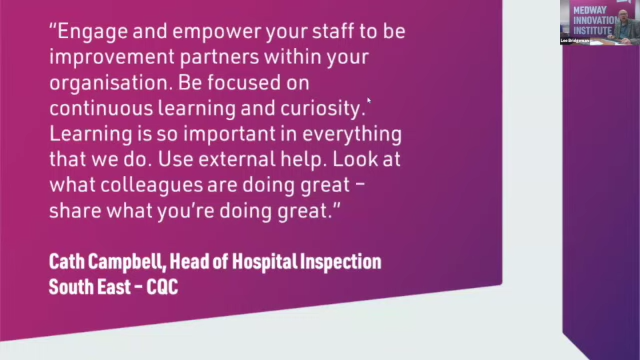 “Engage and empower your staff to be
improvement partners within your
organisation. Be focused on
continuous learning and curiosity.
Learning is so important in everything
that we do. Use external help. Look at
what colleagues are doing great –
share what you’re doing great.”
Cath Campbell, Head of Hospital Inspection
South East – CQC
MEDWAY
INNOVATION
INSTITUTE
Lee Bridgeman